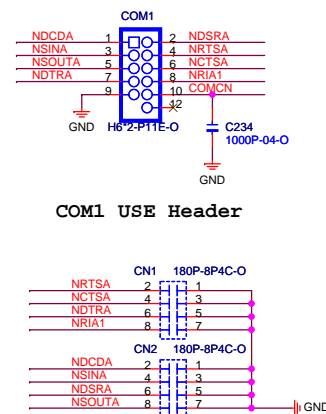 COM1
NDCDA 1 2 NDSRA
NSINA 3 4 NRTSA
NSOUTA 5 6 NCTSA
NDTRA 7 8 NRIA1
9 10 COMCN
12
GND H6*2-P11E-O C234
1000P-04-O
GND
COM1 USE Header
CN1 180P-8P4C-O
NRTSA 2 1
NCTSA 4 3
NDTRA 6 5
NRIA1 8 7
CN2 180P-8P4C-O
NDCDA 2 1
NSINA 4 3
NDSRA 6 5
NSOUTA 8 7
GND